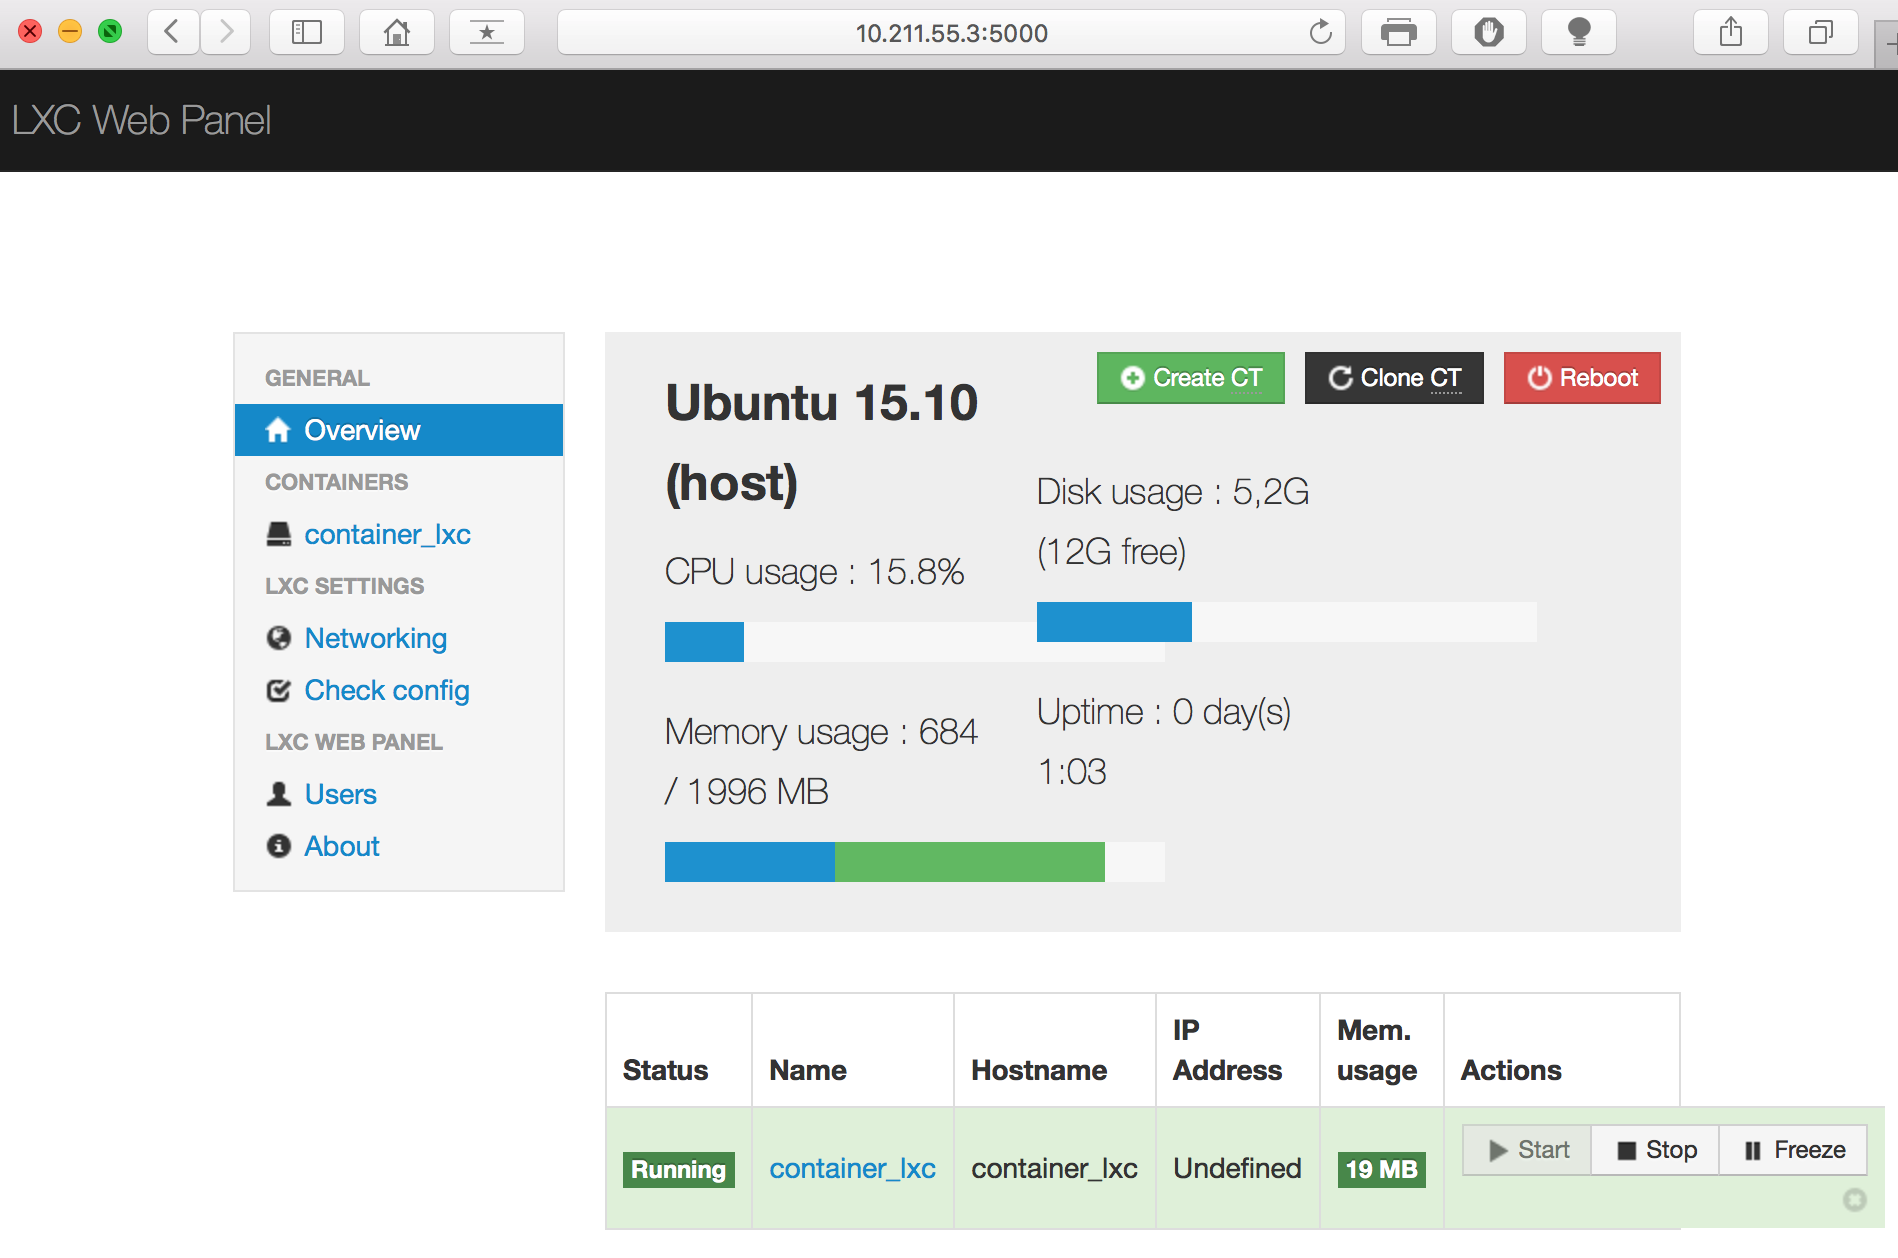 10.211.55.3:5000
LXC Web Panel
GENERAL
Overview
CONTAINERS
container_lxc
LXC SETTINGS
Networking
Check config
LXC WEB PANEL
Users
About
Create CT
Clone CT
Reboot
Ubuntu 15.10
(host)
CPU usage : 15.8%
Memory usage : 684
/ 1996 MB
Disk usage : 5,2G
(12G free)
Uptime : 0 day(s)
1:03
Status
Name
Hostname
IP
Address
Mem.
usage
Actions
Running
container_lxc
container_lxc
Undefined
19 MB
Start
Stop
Freeze